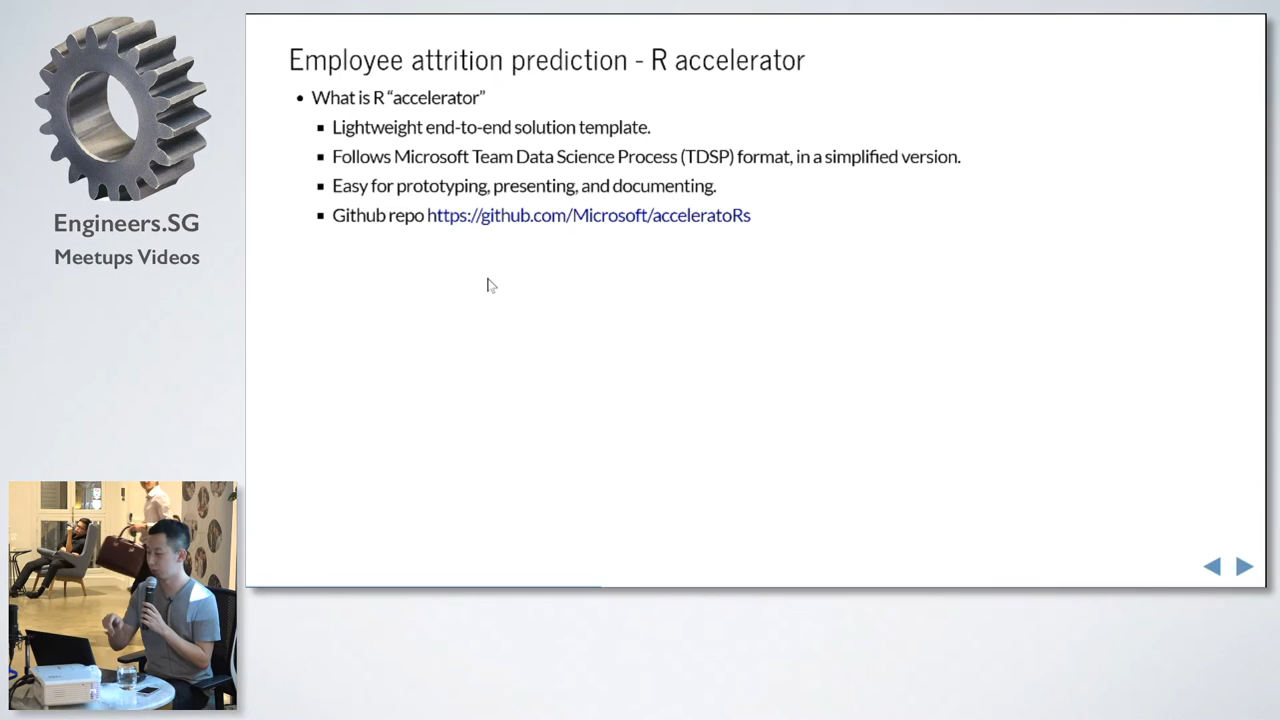 Engineers.SG
Meetups Videos
Employee attrition prediction - R accelerator
• What is R “accelerator”
▪ Lightweight end-to-end solution template.
▪ Follows Microsoft Team Data Science Process (TDSP) format, in a simplified version.
▪ Easy for prototyping, presenting, and documenting.
▪ Github repo https://github.com/Microsoft/acceleratoRs